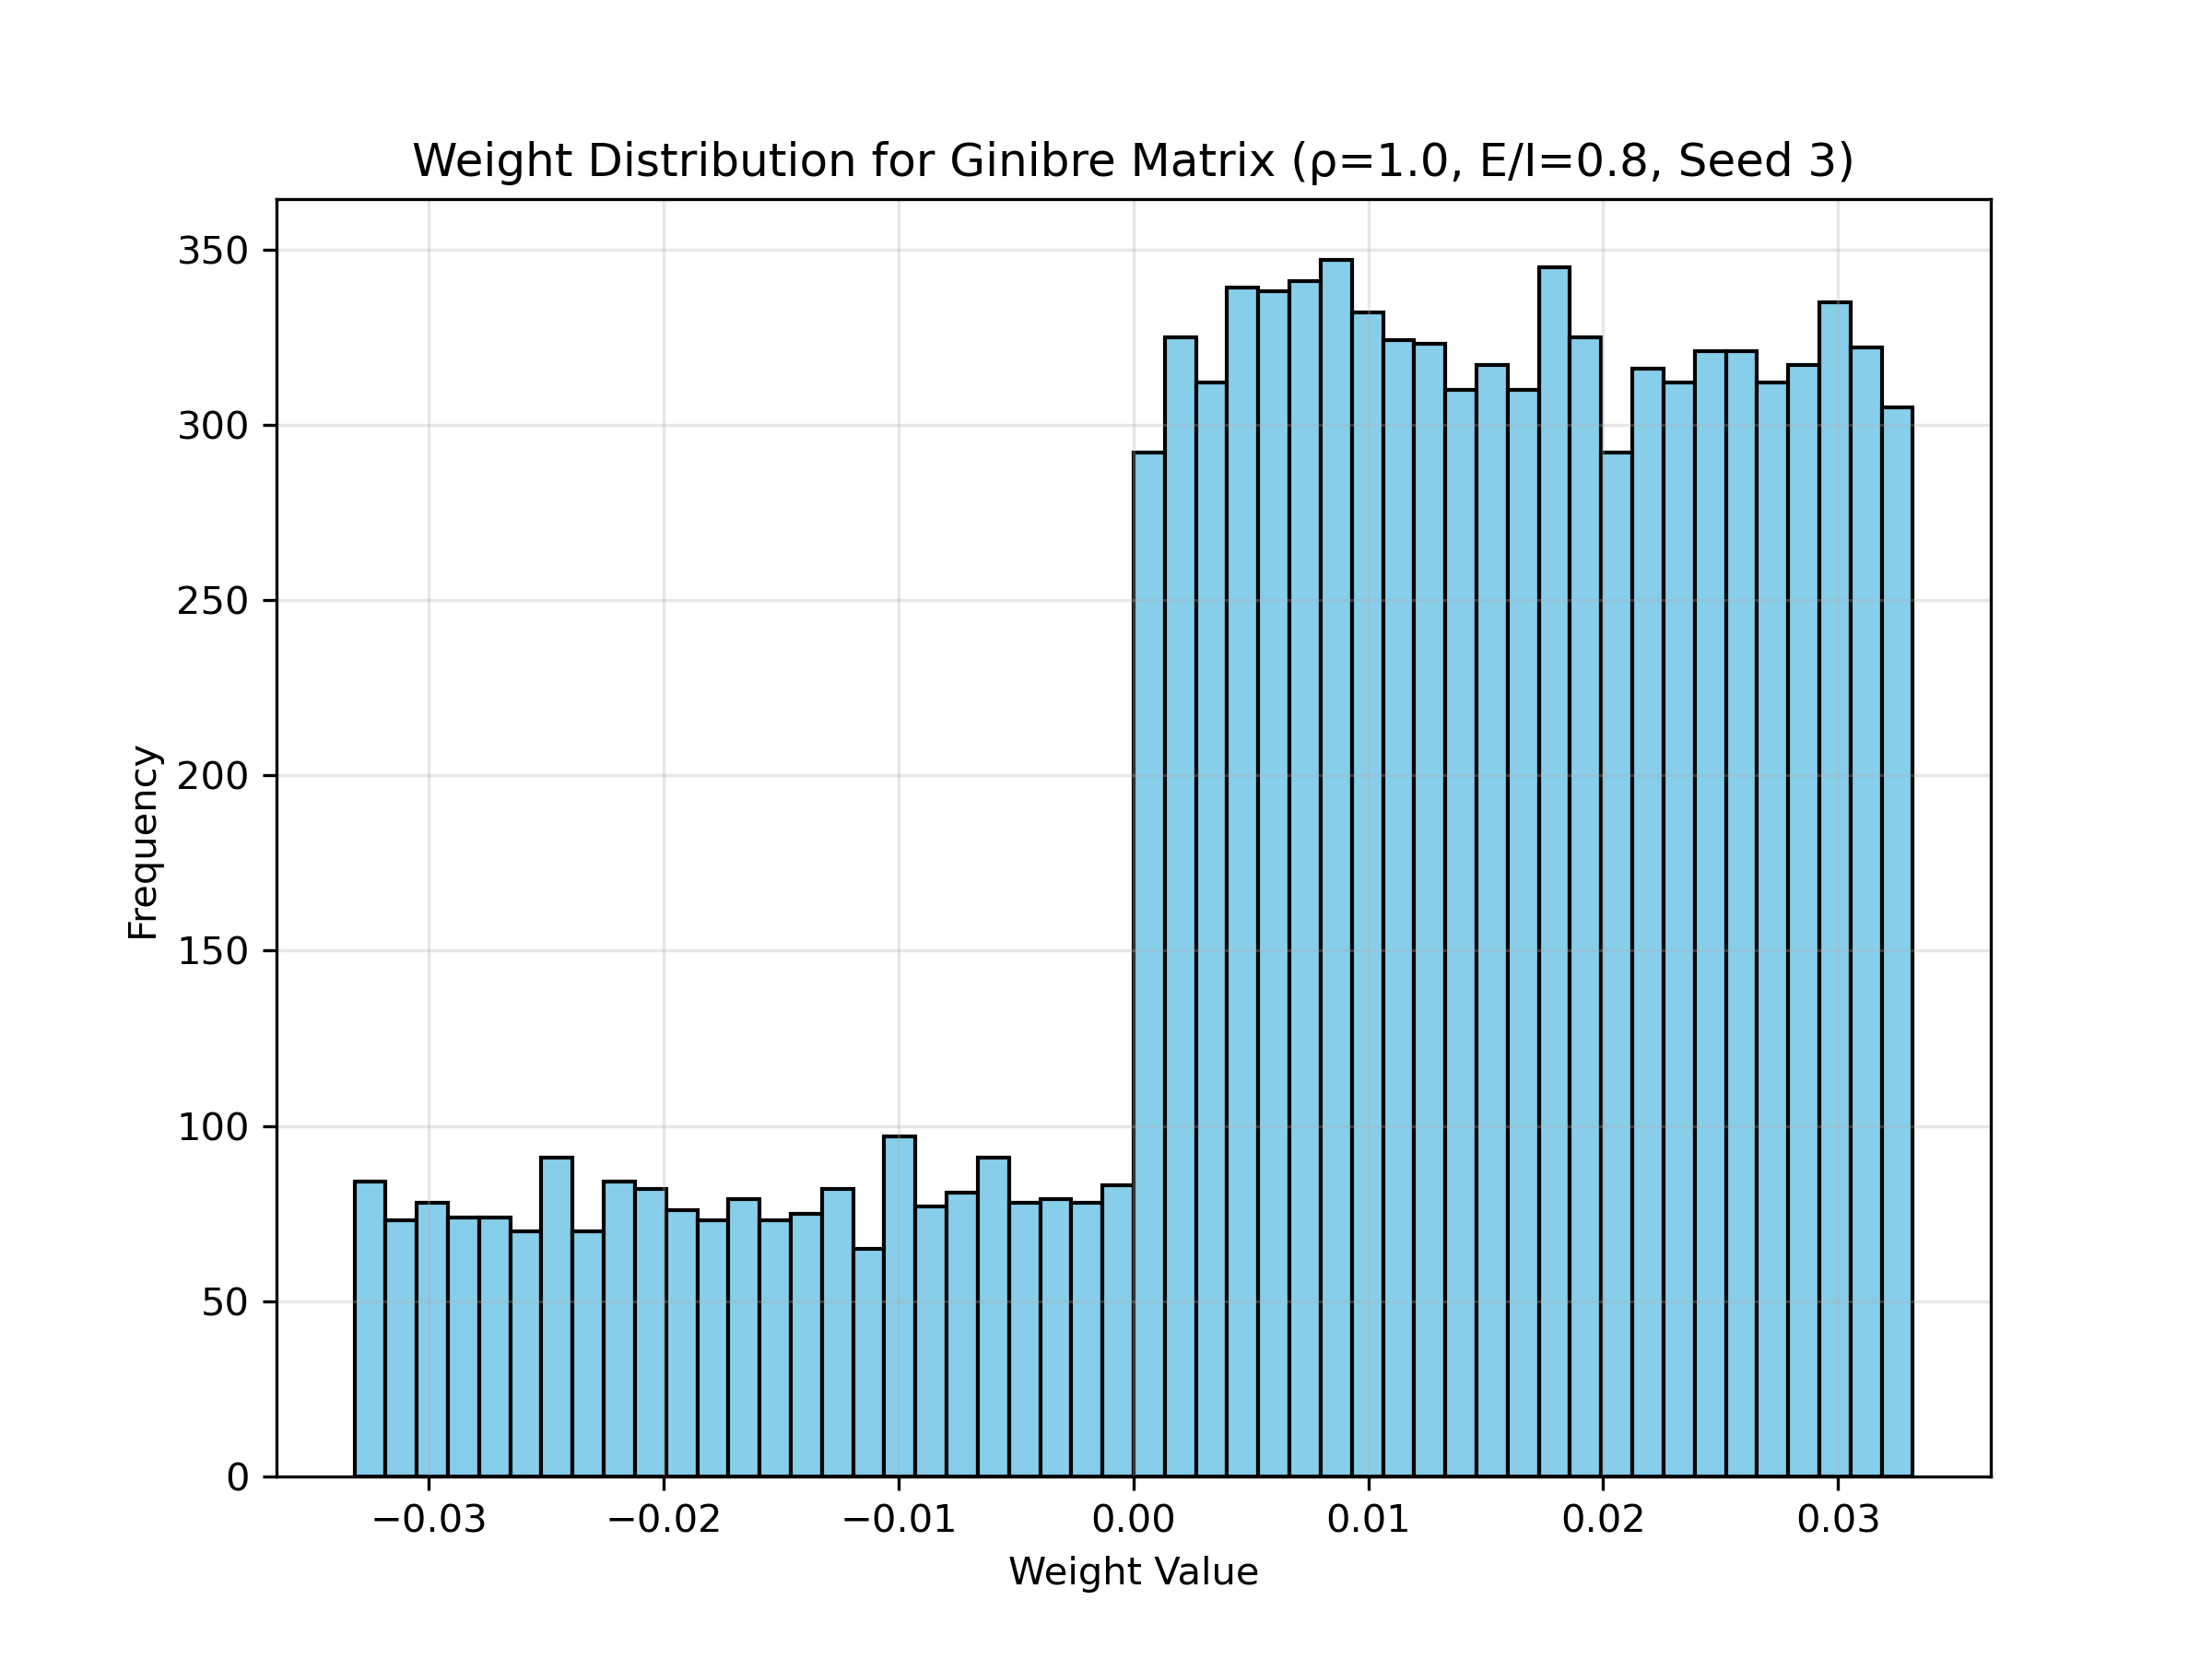 Weight Distribution for Ginibre Matrix (ρ=1.0, E/I=0.8, Seed 3)
350
300
250
200
150
100
50
0
Frequency
−0.03 −0.02 −0.01 0.00 0.01 0.02 0.03
Weight Value